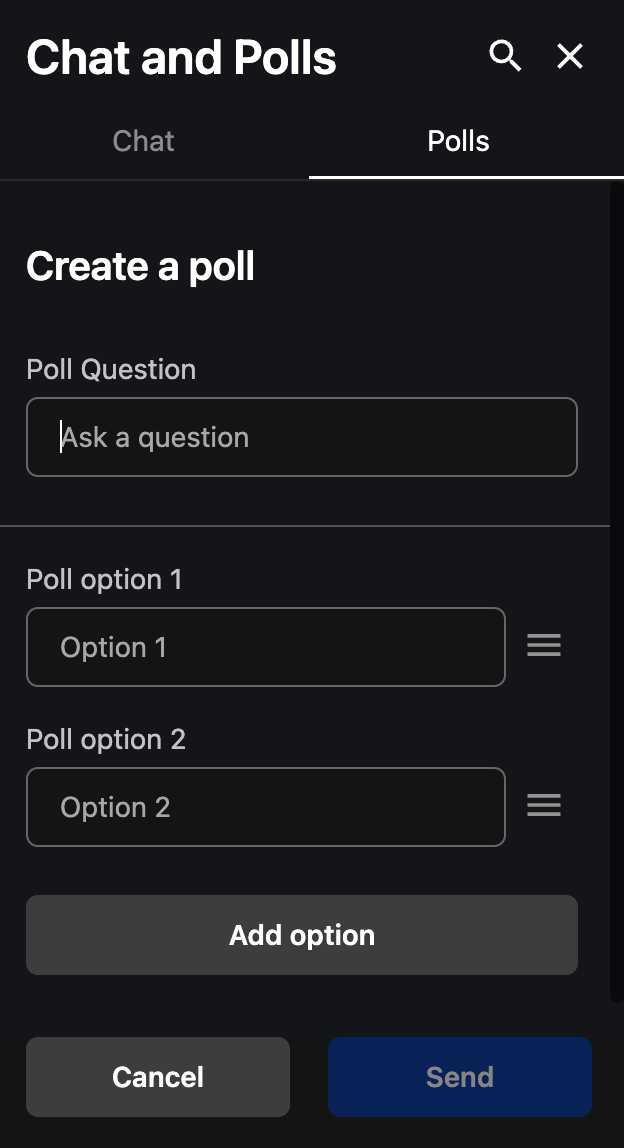 Chat and Polls
Chat Polls
Create a poll
Poll Question
Ask a question
Poll option 1
Option 1
Poll option 2
Option 2
Add option
Cancel Send